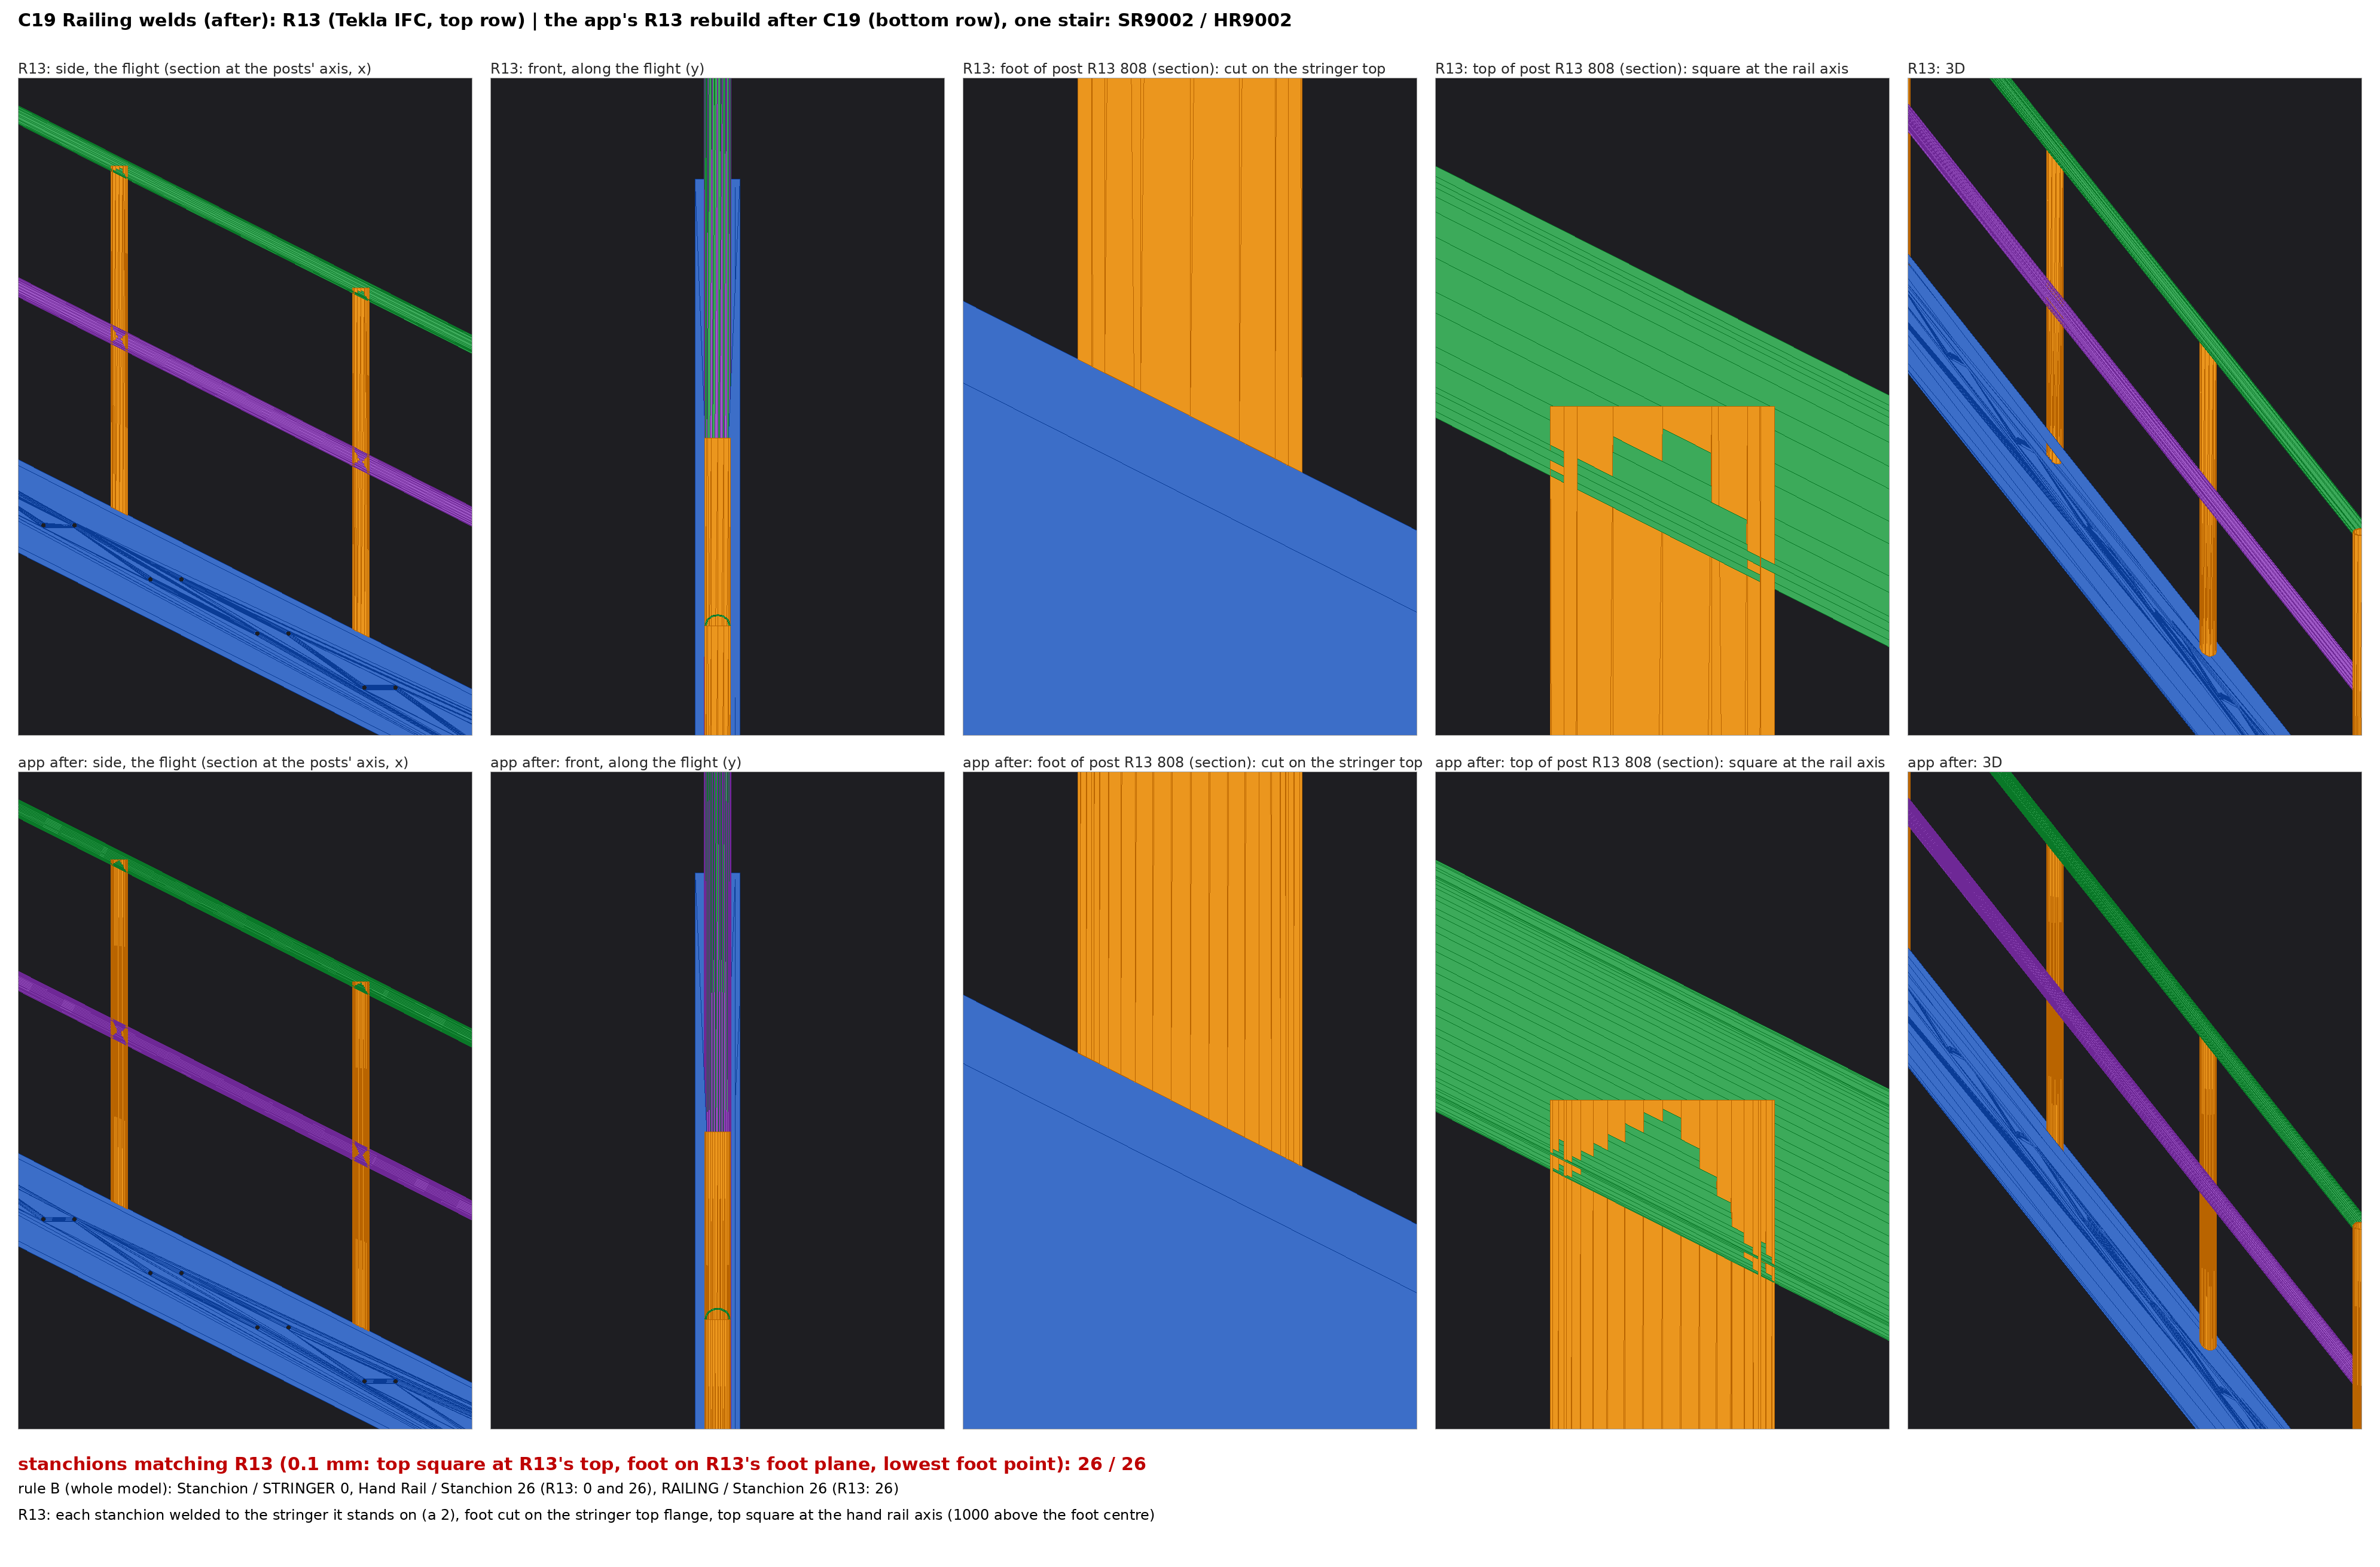 C19 Railing welds (after): R13 (Tekla IFC, top row) | the app's R13 rebuild after C19 (bottom row), one stair: SR9002 / HR9002
R13: side, the flight (section at the posts' axis, x)
R13: front, along the flight (y)
R13: foot of post R13 808 (section): cut on the stringer top
R13: top of post R13 808 (section): square at the rail axis
R13: 3D
app after: side, the flight (section at the posts' axis, x)
app after: front, along the flight (y)
app after: foot of post R13 808 (section): cut on the stringer top
app after: top of post R13 808 (section): square at the rail axis
app after: 3D
stanchions matching R13 (0.1 mm: top square at R13's top, foot on R13's foot plane, lowest foot point): 26 / 26
rule B (whole model): Stanchion / STRINGER 0, Hand Rail / Stanchion 26 (R13: 0 and 26), RAILING / Stanchion 26 (R13: 26)
R13: each stanchion welded to the stringer it stands on (a 2), foot cut on the stringer top flange, top square at the hand rail axis (1000 above the foot centre)